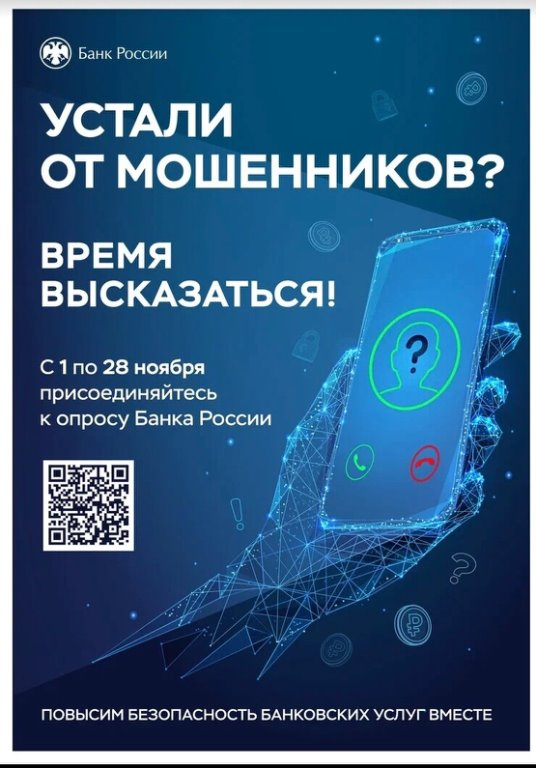 Банк России
УСТАЛИ
ОТ МОШЕННИКОВ?
ВРЕМЯ
ВЫСКАЗАТЬСЯ!
С 1 по 28 ноября
присоединяйтесь
к опросу Банка России
ПОВЫСИМ БЕЗОПАСНОСТЬ БАНКОВСКИХ УСЛУГ ВМЕСТЕ